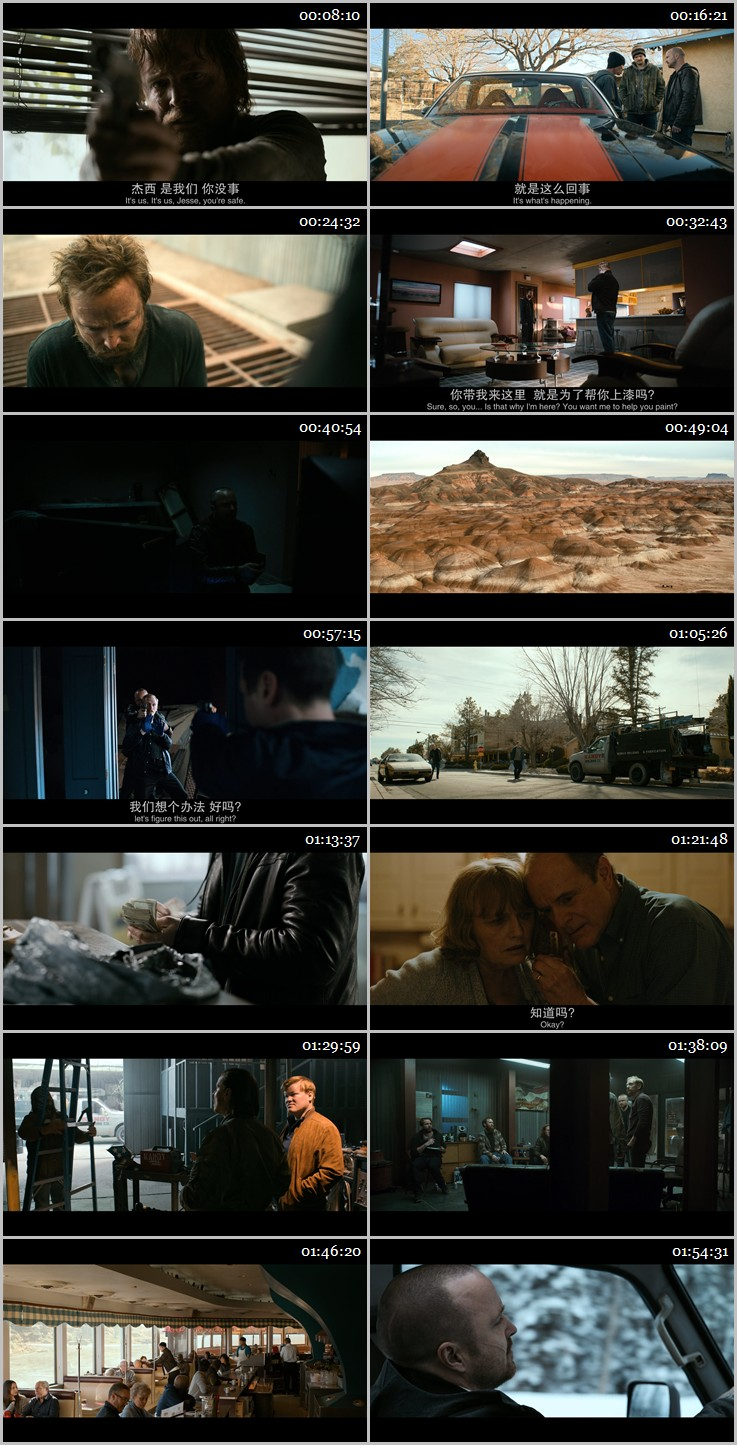 00:08:10
00:16:21
杰西 是我们 你没事
It's us. It's us, Jesse, you're safe.
就是这么回事
It's what's happening.
00:24:32
00:32:43
你带我来这里 就是为了帮你上漆吗?
Sure, so, you... Is that why I'm here? You want me to help you paint?
00:40:54
00:49:04
00:57:15
01:05:26
我们想个办法 好吗?
let's figure this out, all right?
01:13:37
01:21:48
知道吗?
Okay?
01:29:59
01:38:09
01:46:20
01:54:31